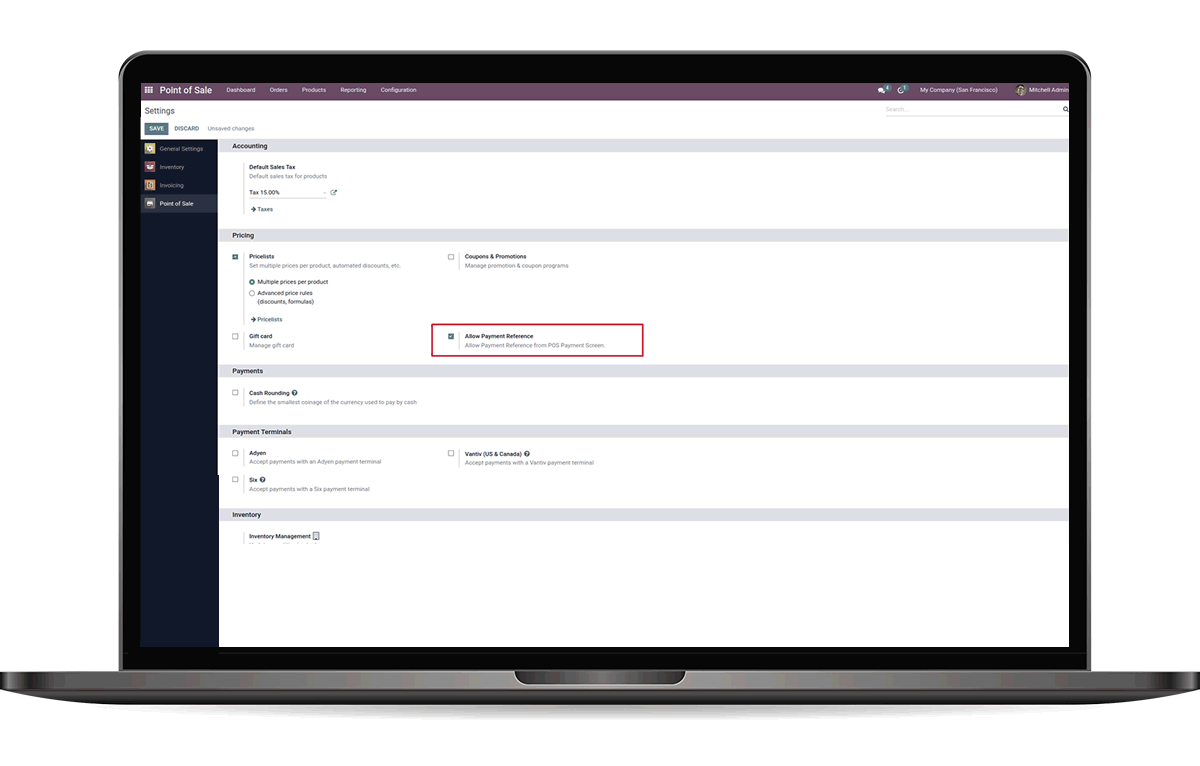 Point of Sale Dashboard Orders Products Reporting Configuration 4 1 My Company (San Francisco) Mitchell Admin
Settings
Search...
SAVE DISCARD Unsaved changes
General Settings
Inventory
Invoicing
Point of Sale
Accounting
Default Sales Tax
Default sales tax for products
Tax 15.00%
Taxes
Pricing
Pricelists
Set multiple prices per product, automated discounts, etc.
Multiple prices per product
Advanced price rules
(discounts, formulas)
Pricelists
Coupons & Promotions
Manage promotion & coupon programs
Gift card
Manage gift card
Allow Payment Reference
Allow Payment Reference from POS Payment Screen.
Payments
Cash Rounding
Define the smallest coinage of the currency used to pay by cash
Payment Terminals
Adyen
Accept payments with an Adyen payment terminal
Vantiv (US & Canada)
Accept payments with a Vantiv payment terminal
Six
Accept payments with a Six payment terminal
Inventory
Inventory Management